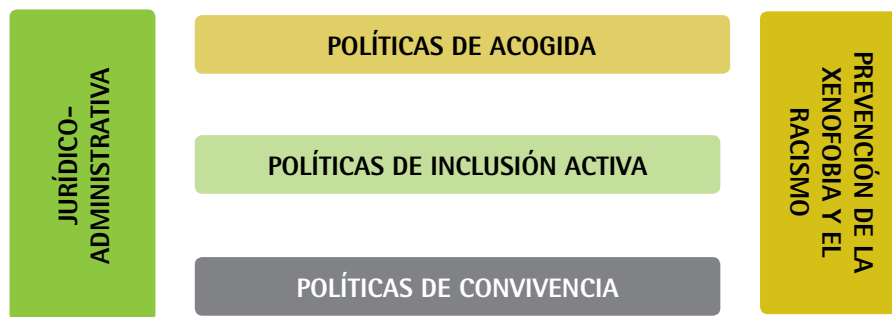 JURÍDICO-
ADMINISTRATIVA
POLÍTICAS DE ACOGIDA
POLÍTICAS DE INCLUSIÓN ACTIVA
POLÍTICAS DE CONVIVENCIA
PREVENCIÓN DE LA
XENOFOBIA Y EL
RACISMO